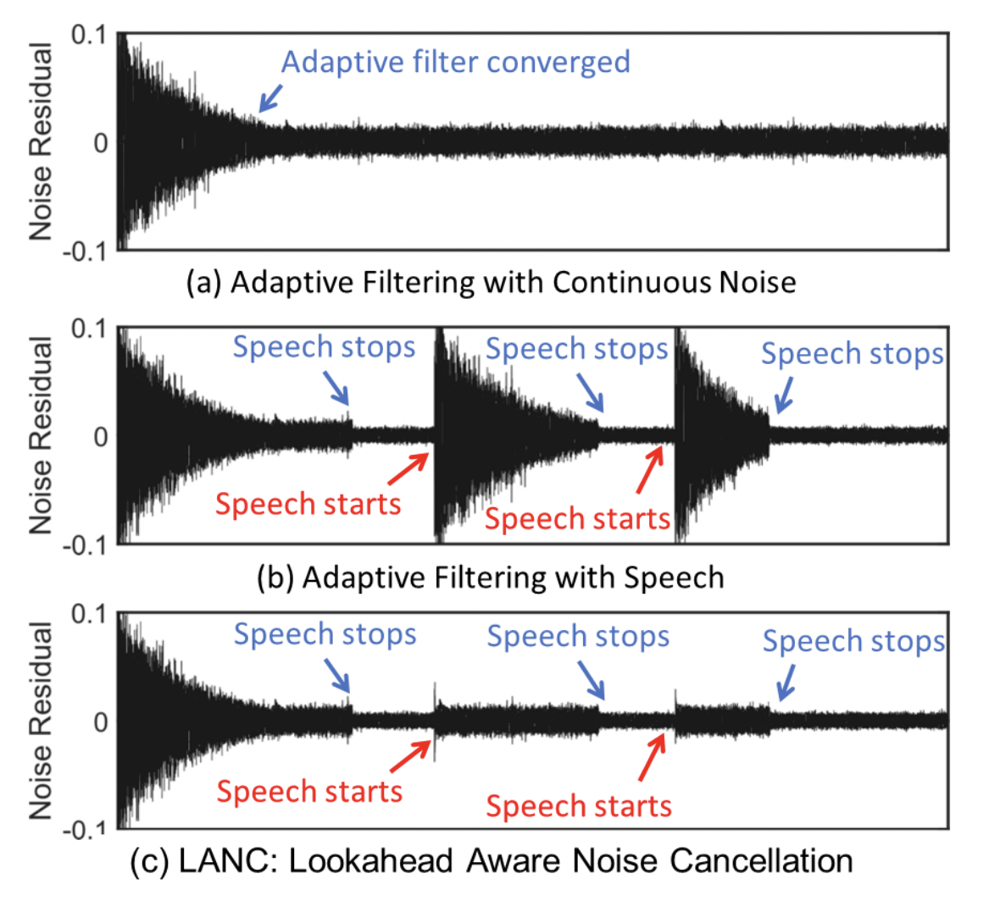 0.1
Adaptive filter converged
Noise Residual
0
-0.1
(a) Adaptive Filtering with Continuous Noise
0.1
Speech stops
Speech stops
Speech stops
Noise Residual
0
Speech starts
Speech starts
-0.1
(b) Adaptive Filtering with Speech
0.1
Speech stops
Speech stops
Speech stops
Noise Residual
0
Speech starts
Speech starts
-0.1
(c) LANC: Lookahead Aware Noise Cancellation